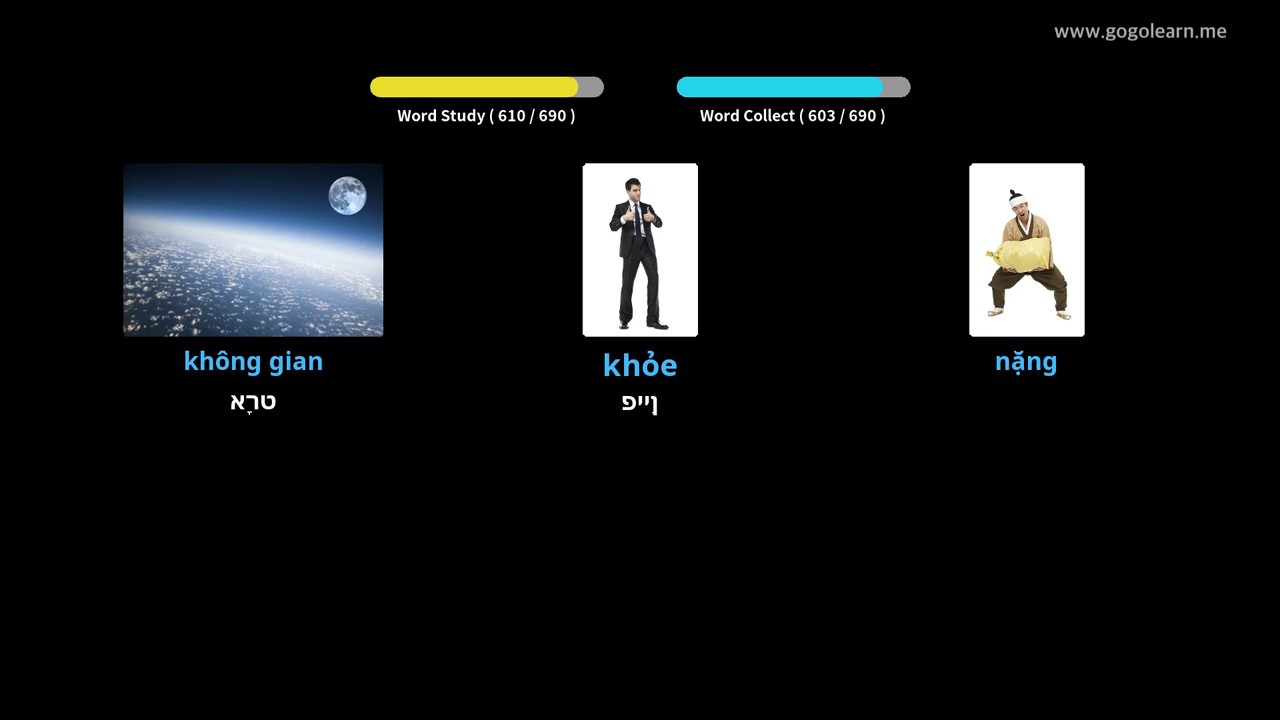 www.gogolearn.me
Word Study ( 610 / 690 )
Word Collect ( 603 / 690 )
không gian
khỏe
nặng
טרָא
ןַייפ